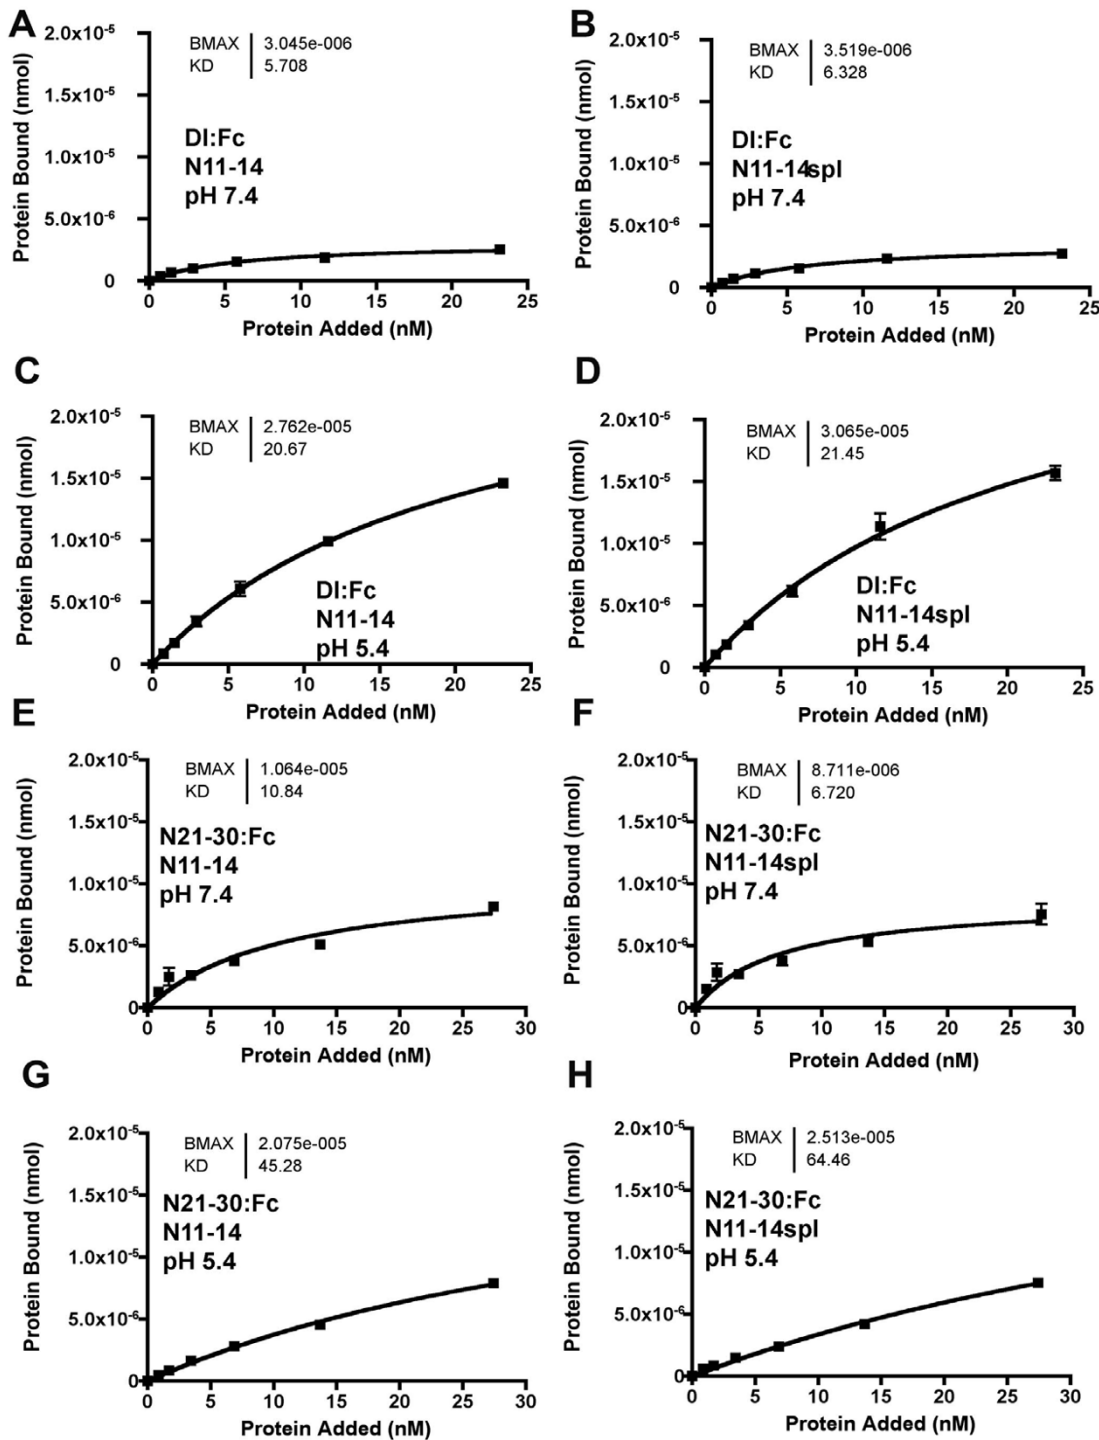 A
BMAX 3.045e-006
KD 5.708
DI:Fc
N11-14
pH 7.4
Protein Bound (nmol)
2.0x10-5
1.5x10-5
1.0x10-5
5.0x10-6
0
0 5 10 15 20 25
Protein Added (nM)
B
BMAX 3.519e-006
KD 6.328
DI:Fc
N11-14spl
pH 7.4
Protein Bound (nmol)
2.0x10-5
1.5x10-5
1.0x10-5
5.0x10-6
0
0 5 10 15 20 25
Protein Added (nM)
C
BMAX 2.762e-005
KD 20.67
DI:Fc
N11-14
pH 5.4
Protein Bound (nmol)
2.0x10-5
1.5x10-5
1.0x10-5
5.0x10-6
0
0 5 10 15 20 25
Protein Added (nM)
D
BMAX 3.065e-005
KD 21.45
DI:Fc
N11-14spl
pH 5.4
Protein Bound (nmol)
2.0x10-5
1.5x10-5
1.0x10-5
5.0x10-6
0
0 5 10 15 20 25
Protein Added (nM)
E
BMAX 1.064e-005
KD 10.84
N21-30:Fc
N11-14
pH 7.4
Protein Bound (nmol)
2.0x10-5
1.5x10-5
1.0x10-5
5.0x10-6
0
0 5 10 15 20 25 30
Protein Added (nM)
F
BMAX 8.711e-006
KD 6.720
N21-30:Fc
N11-14spl
pH 7.4
Protein Bound (nmol)
2.0x10-5
1.5x10-5
1.0x10-5
5.0x10-6
0
0 5 10 15 20 25 30
Protein Added (nM)
G
BMAX 2.075e-005
KD 45.28
N21-30:Fc
N11-14
pH 5.4
Protein Bound (nmol)
2.0x10-5
1.5x10-5
1.0x10-5
5.0x10-6
0
0 5 10 15 20 25 30
Protein Added (nM)
H
BMAX 2.513e-005
KD 64.46
N21-30:Fc
N11-14spl
pH 5.4
Protein Bound (nmol)
2.0x10-5
1.5x10-5
1.0x10-5
5.0x10-6
0
0 5 10 15 20 25 30
Protein Added (nM)